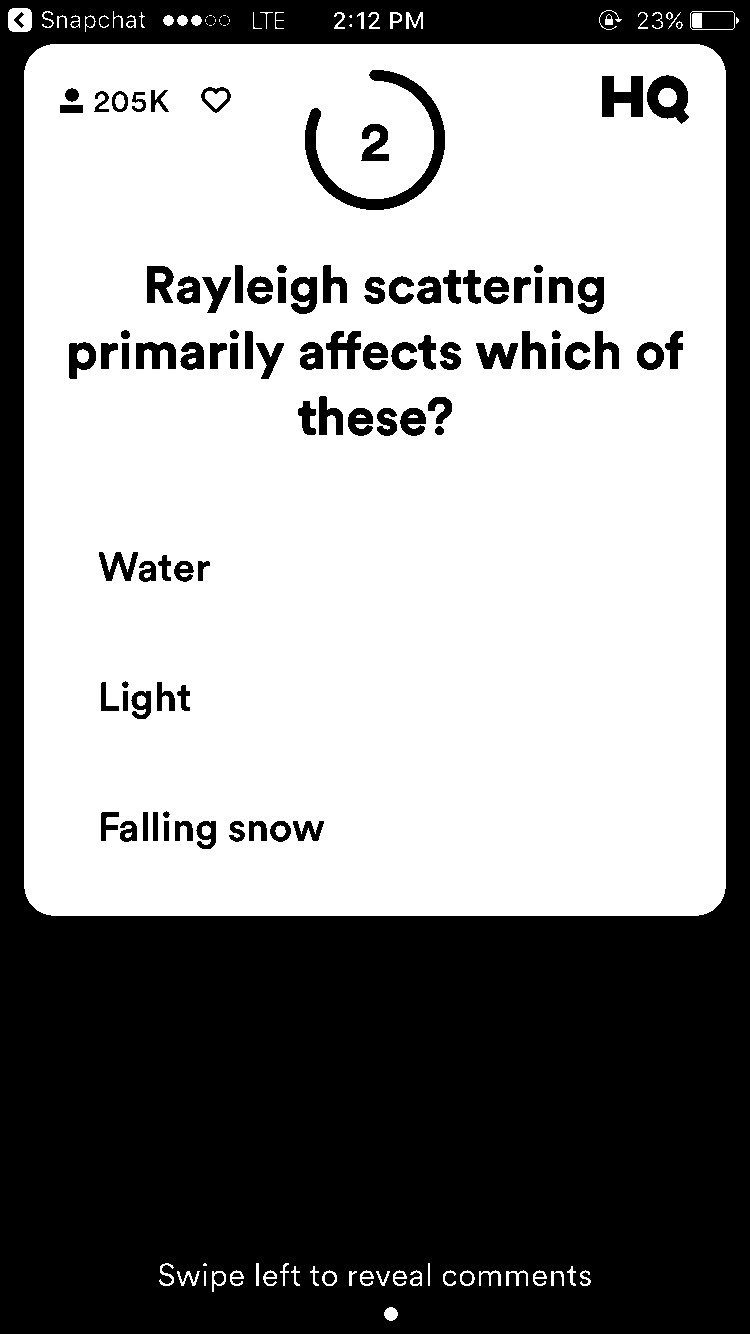 Snapchat LTE 2:12 PM 23%
205K 2 HQ
Rayleigh scattering
primarily affects which of
these?
Water
Light
Falling snow
Swipe left to reveal comments